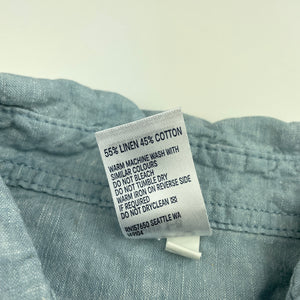 55% LINEN 45% COTTON
WARM MACHINE WASH WITH
SIMILAR COLOURS
DO NOT BLEACH
DO NOT TUMBLE DRY
WARM IRON ON REVERSE SIDE
IF REQUIRED
DO NOT DRYCLEAN
SEATTLE WA